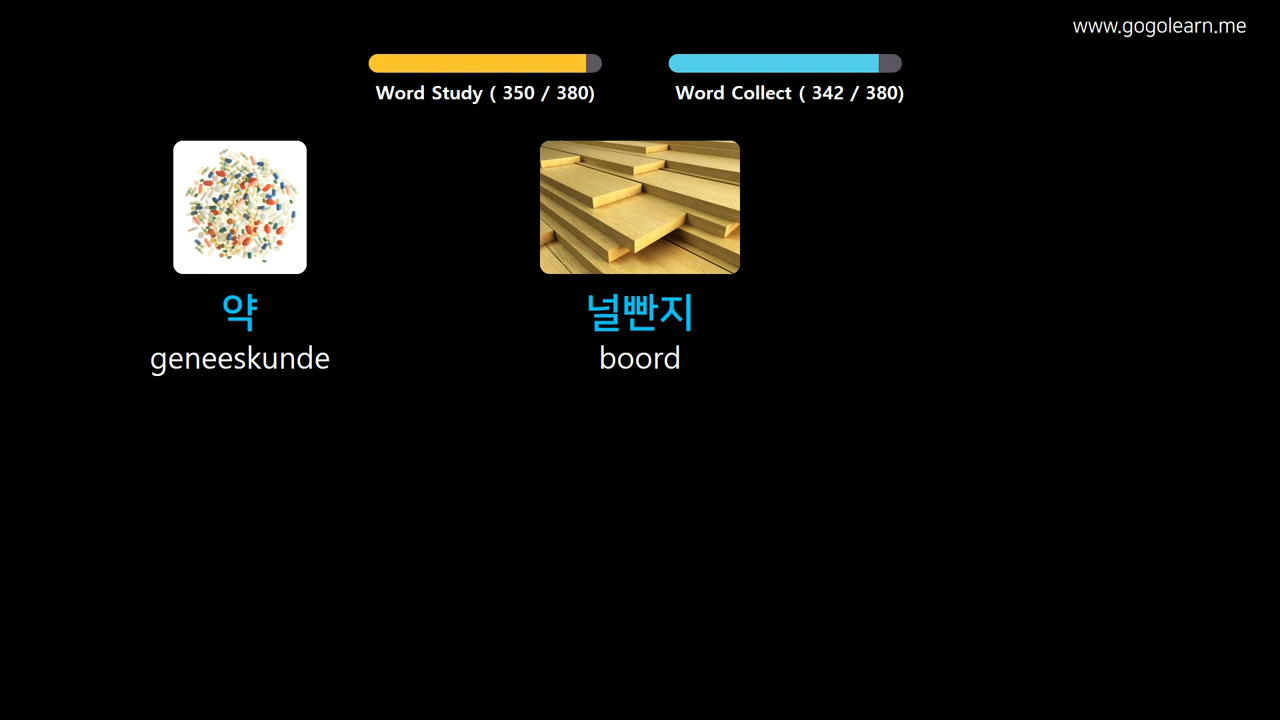 www.gogolearn.me
Word Study ( 350 / 380)
Word Collect ( 342 / 380)
약
널빤지
geneeskunde
boord